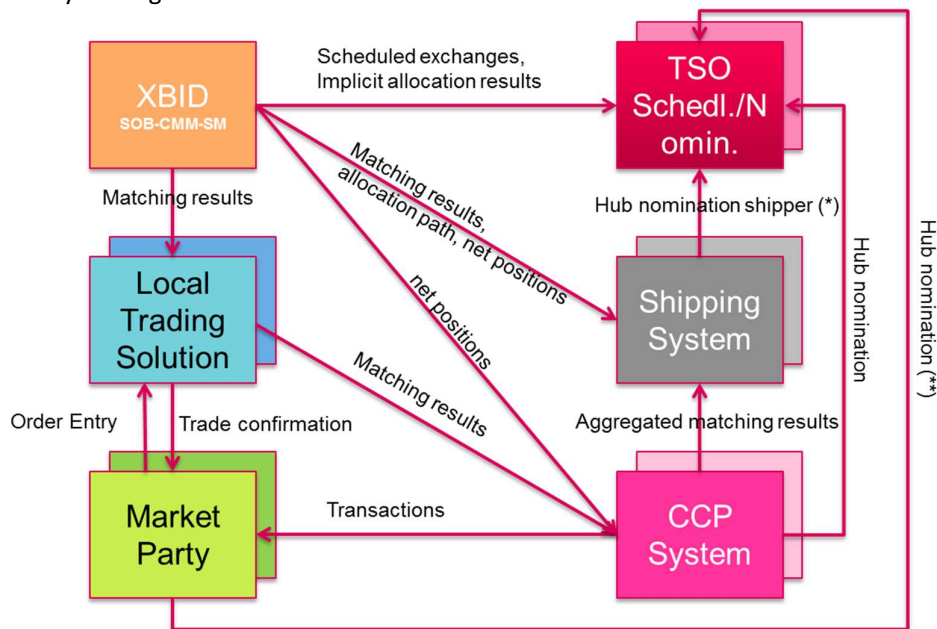 XBID
SOB-CMM-SM
Scheduled exchanges,
Implicit allocation results
TSO
Schedl./N
omin.
Matching results
Matching results,
allocation path, net positions
Hub nomination shipper (*)
Local
Trading
Solution
net positions
Shipping
System
Hub nomination
Hub nomination (**)
Order Entry
Trade confirmation
Matching results
Aggregated matching results
Market
Party
Transactions
CCP
System